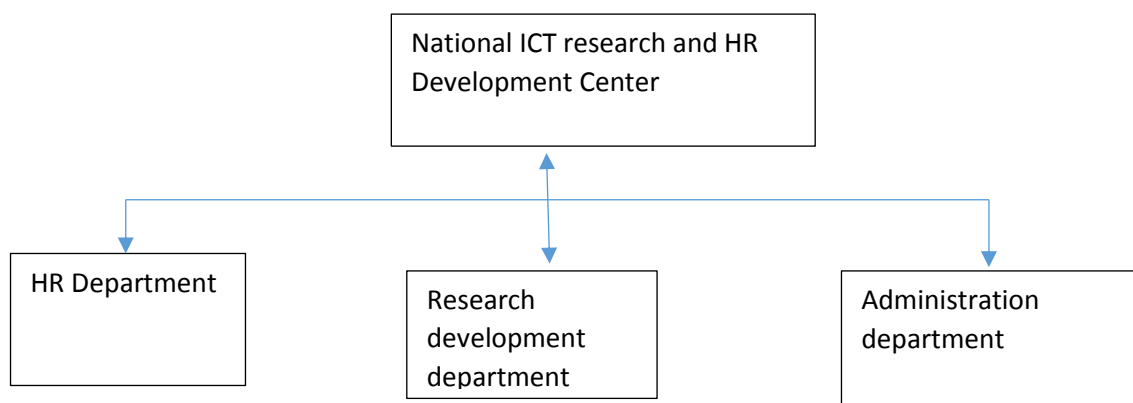 National ICT research and HR
Development Center
HR Department
Research
development
department
Administration
department